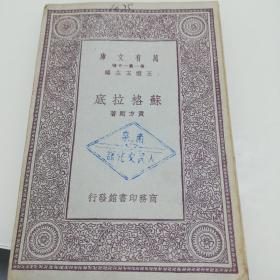 庫文有萬
種千一集一第
編主五雲王
底拉格蘇
著剛方黃
行發館書印務商